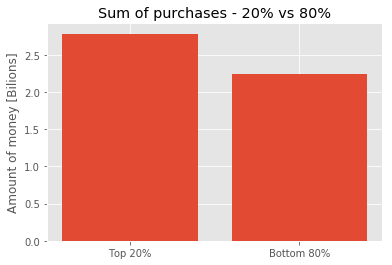 Sum of purchases - 20% vs 80%
Amount of money [Bilions]
2.5
2.0
1.5
1.0
0.5
0.0
Top 20%
Bottom 80%